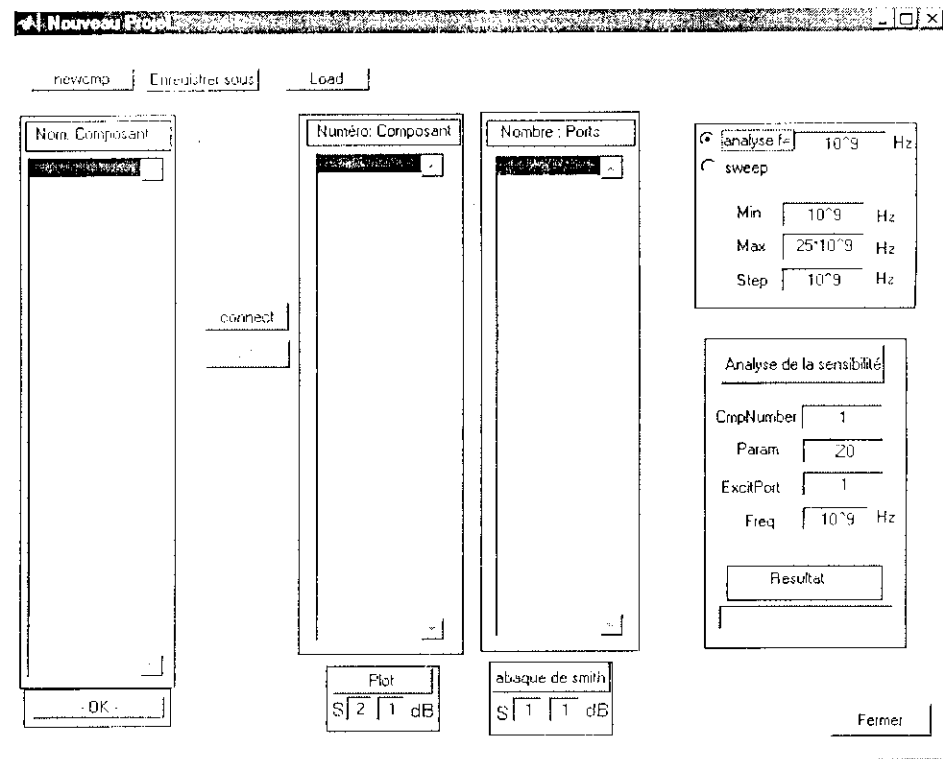 Nouveau Projet
newcmp Enregistrer sous Load
Nom: Composant
Numéro: Composant
Nombre : Ports
analyse f= 10^9 Hz
sweep
Min 10^9 Hz
Max 25*10^9 Hz
Step 10^9 Hz
connect
Analyse de la sensibilité
CmpNumber 1
Param Z0
ExcitPort 1
Freq 10^9 Hz
Resultat
- OK -
Plot
S 2 1 dB
abaque de smith
S 1 1 dB
Fermer